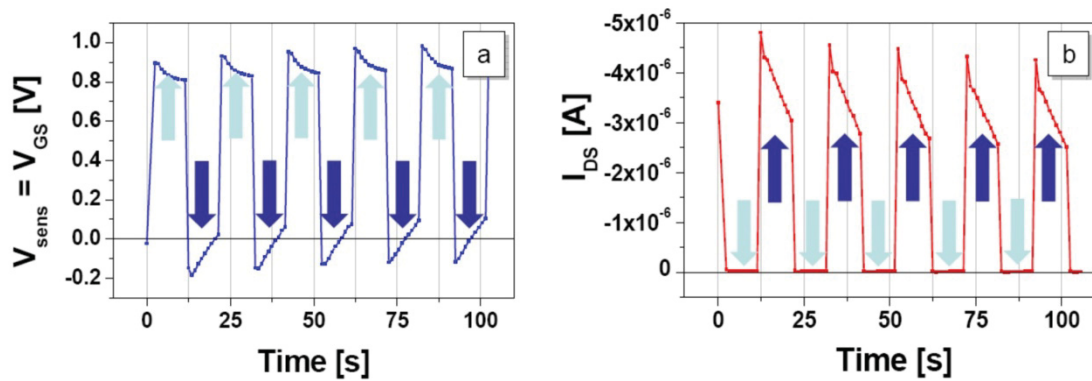 a
1.0
0.8
0.6
0.4
0.2
0.0
-0.2
V_sens = V_GS [V]
0 25 50 75 100
Time [s]
b
-5x10⁻⁶
-4x10⁻⁶
-3x10⁻⁶
-2x10⁻⁶
-1x10⁻⁶
0
I_DS [A]
0 25 50 75 100
Time [s]